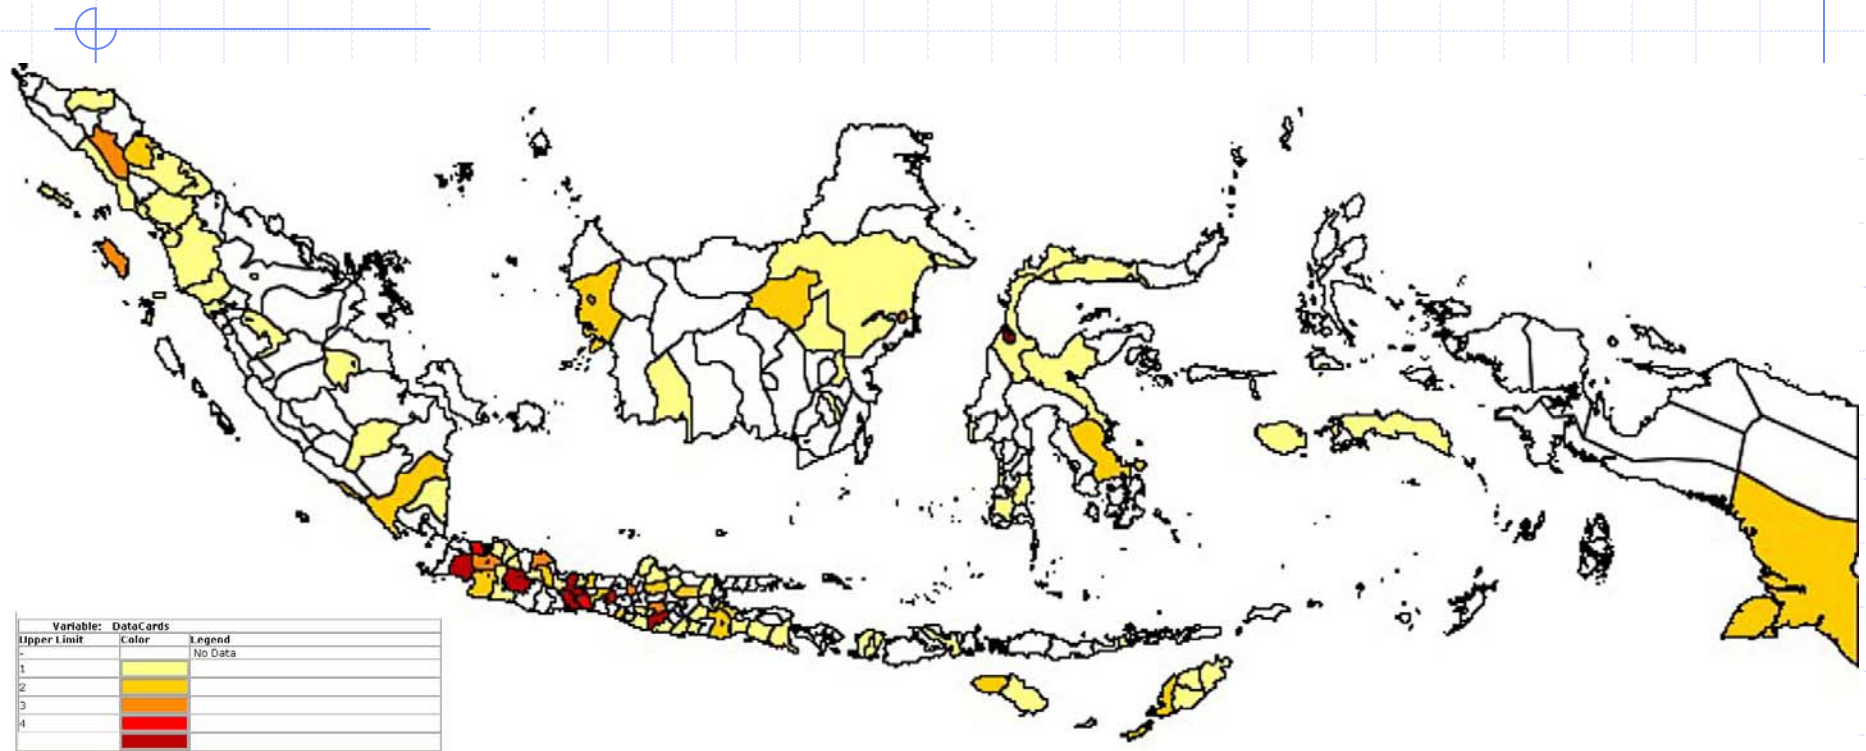 Variable: DataCards
Upper Limit Color Legend
- No Data
1
2
3
4